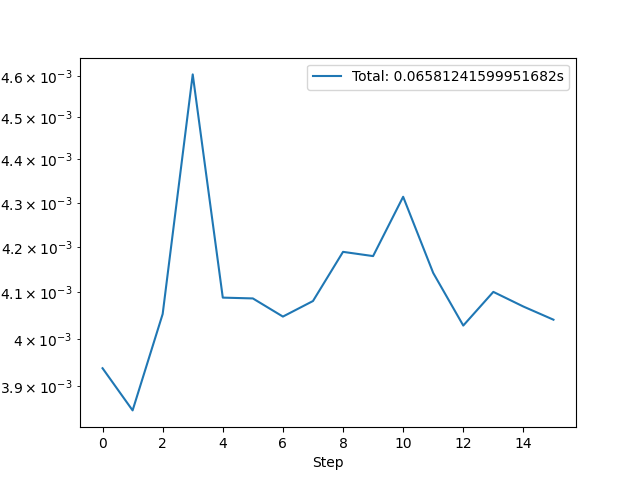 Total: 0.06581241599951682s
4.6 × 10⁻³
4.5 × 10⁻³
4.4 × 10⁻³
4.3 × 10⁻³
4.2 × 10⁻³
4.1 × 10⁻³
4 × 10⁻³
3.9 × 10⁻³
0 2 4 6 8 10 12 14
Step